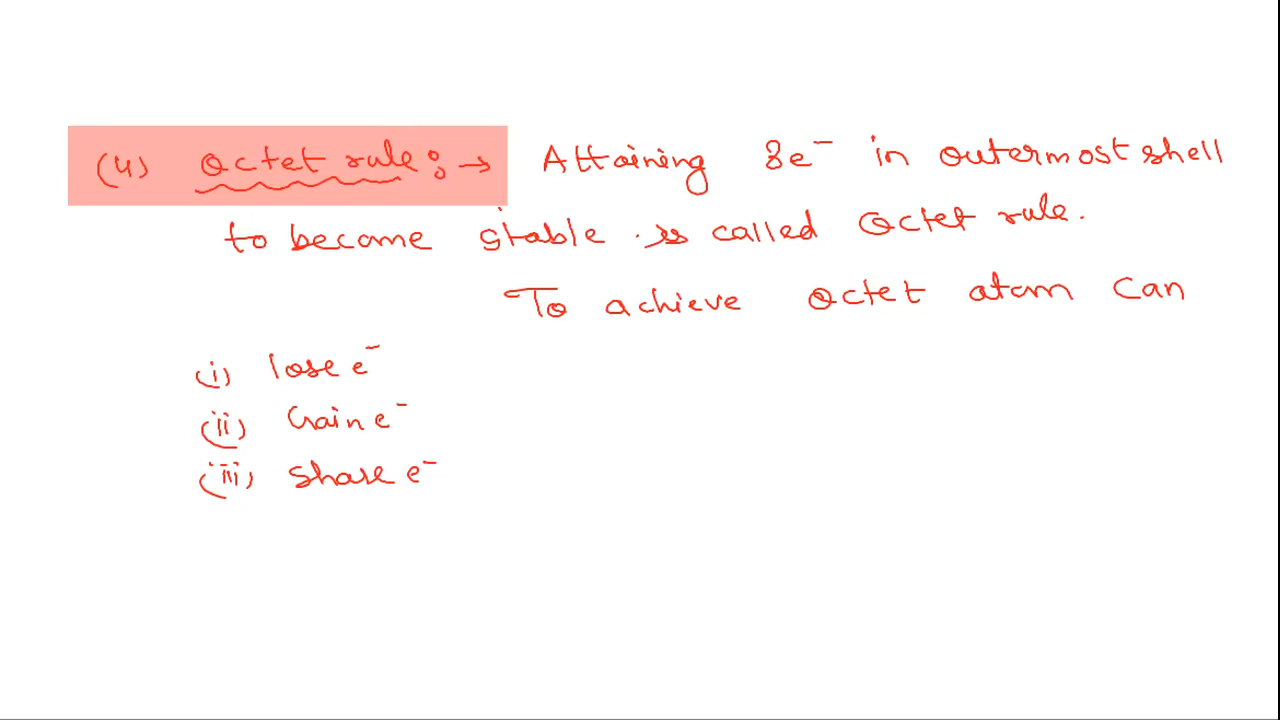 (4) Octet rule :→ Attaining 8e⁻ in outermost shell
to become stable is called Octet rule.
To achieve Octet atom can
(i) lose e⁻
(ii) Gain e⁻
(iii) Share e⁻